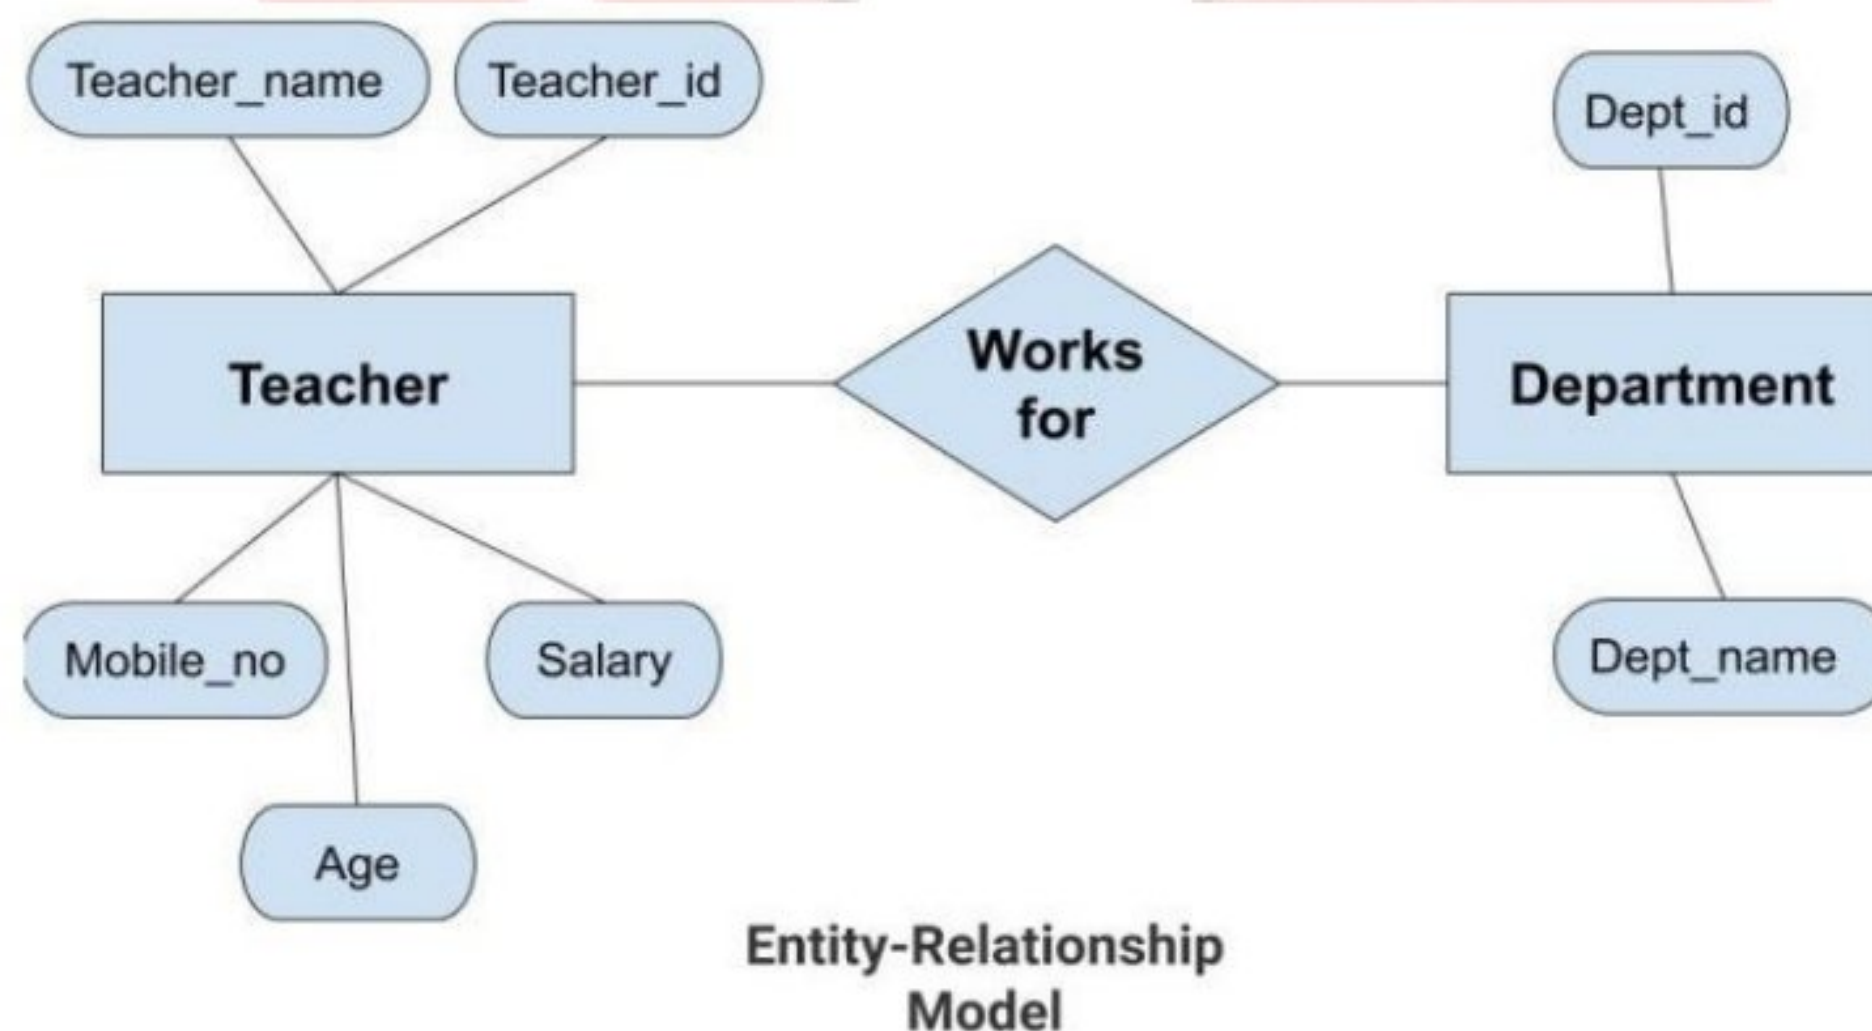 Teacher_name
Teacher_id
Dept_id
Teacher
Works
for
Department
Mobile_no
Salary
Dept_name
Age
Entity-Relationship
Model